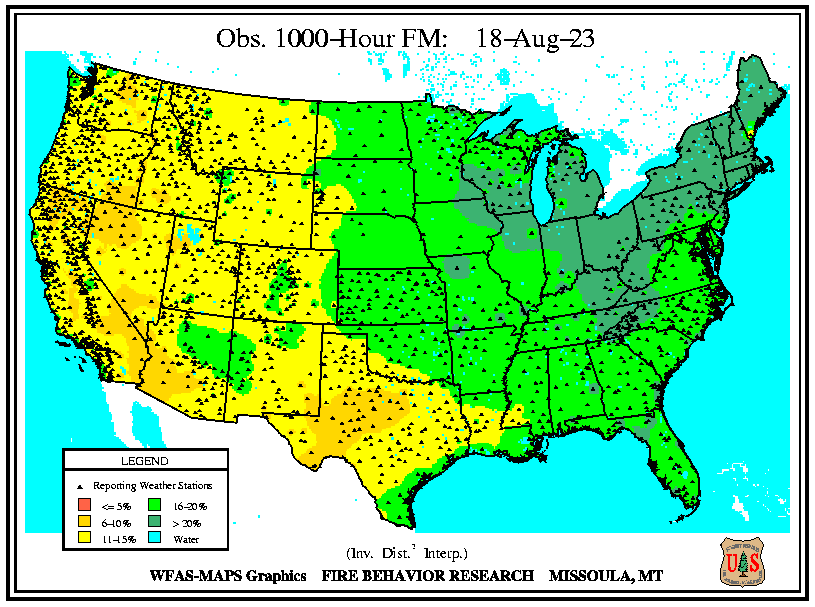 Obs. 1000-Hour FM: 18-Aug-23
LEGEND
Reporting Weather Stations
<= 5% 16-20%
6-10% > 20%
11-15% Water
(Inv. Dist.² Interp.)
WFAS-MAPS Graphics FIRE BEHAVIOR RESEARCH MISSOULA, MT
U S